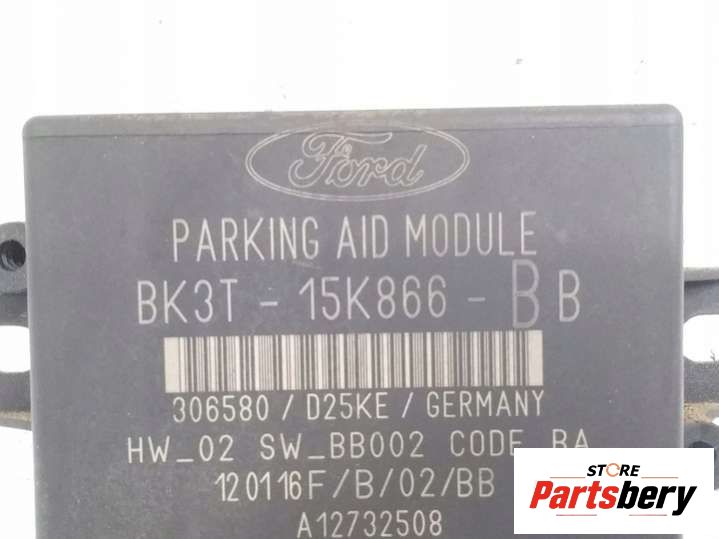 Ford
PARKING AID MODULE
BK3T - 15K866 - BB
306580 / D25KE / GERMANY
HW_02 SW_BB002 CODE BA
120116F/B/02/BB
A12732508
STORE
Partsbery